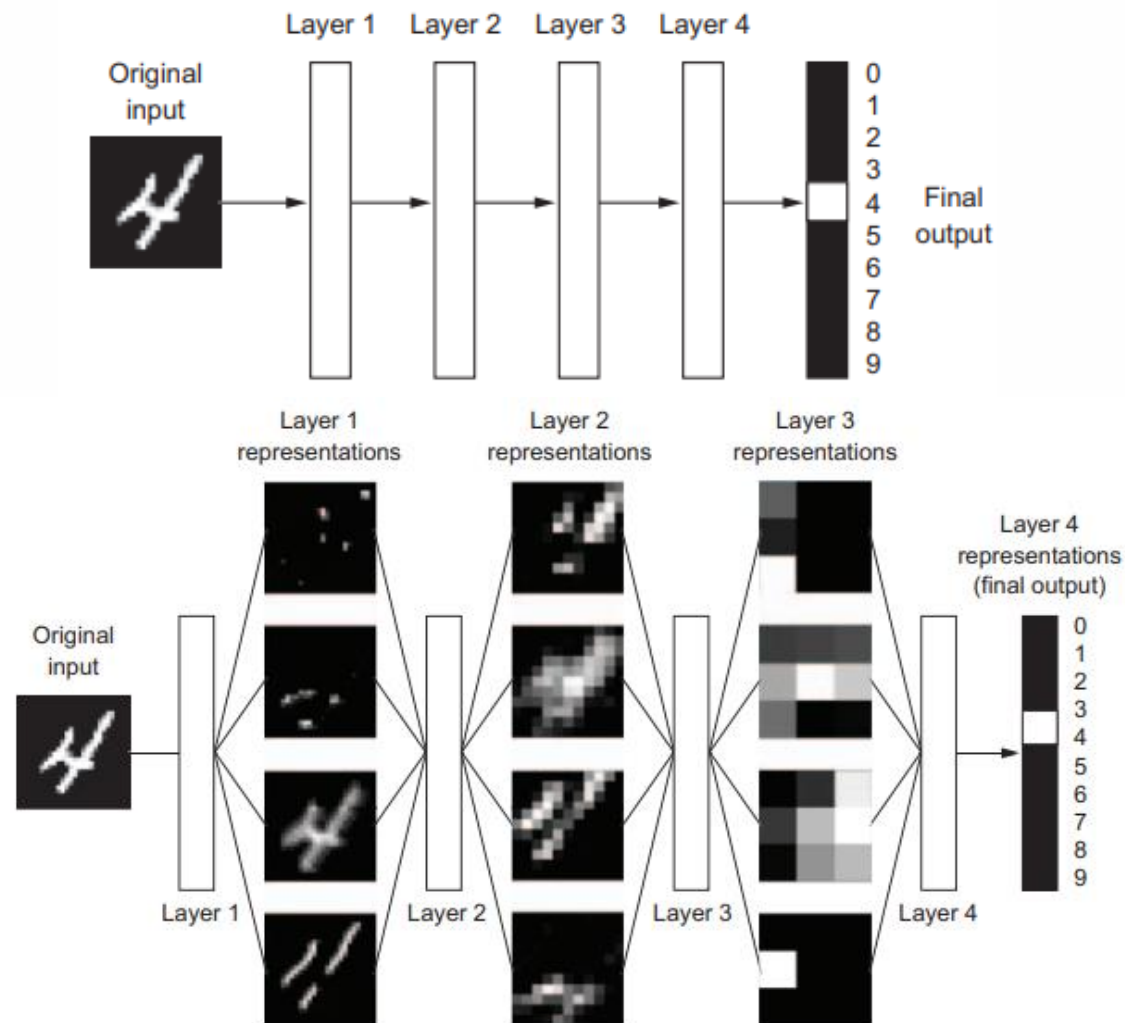 Layer 1 Layer 2 Layer 3 Layer 4
Original
input
0
1
2
3
4
5
6
7
8
9
Final
output
Layer 1
representations
Layer 2
representations
Layer 3
representations
Layer 4
representations
(final output)
Original
input
0
1
2
3
4
5
6
7
8
9
Layer 1
Layer 2
Layer 3
Layer 4